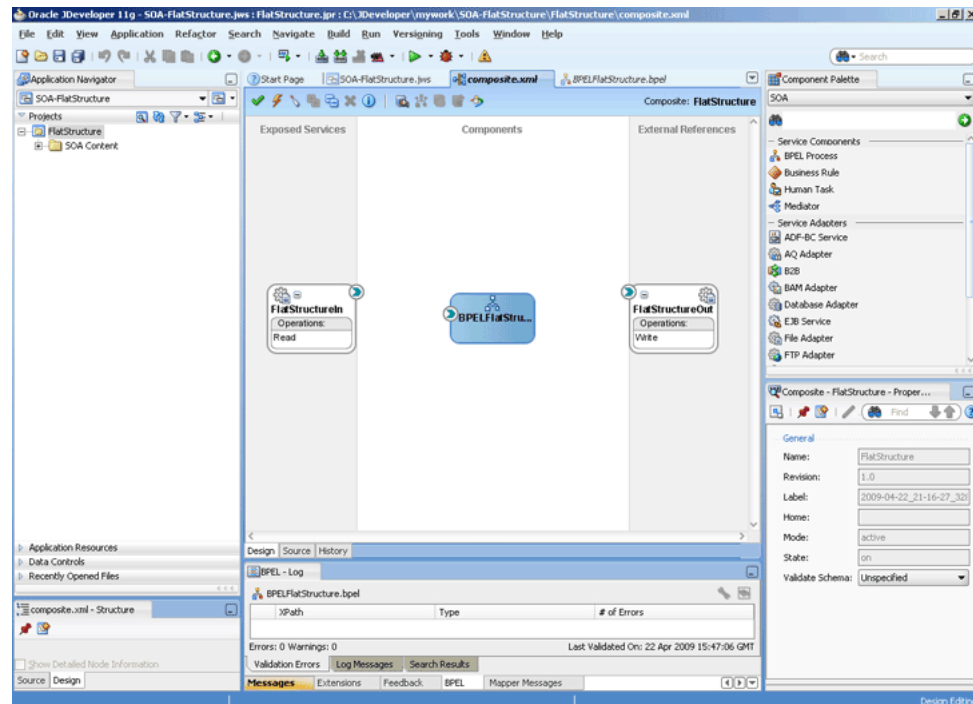 Oracle JDeveloper 11g - SOA-FlatStructure.jws : FlatStructure.jpr : C:\JDeveloper\mywork\SOA-FlatStructure\FlatStructure\composite.xml
File Edit View Application Refactor Search Navigate Build Run Versioning Tools Window Help
Search
Application Navigator
SOA-FlatStructure
Projects
FlatStructure
SOA Content
Application Resources
Data Controls
Recently Opened Files
composite.xml - Structure
Show Detailed Node Information
Source Design
Start Page SOA-FlatStructure.jws composite.xml BPELFlatStructure.bpel
Composite: FlatStructure
Exposed Services Components External References
FlatStructureIn
Operations:
Read
BPELFlatStru...
FlatStructureOut
Operations:
Write
Design Source History
BPEL - Log
BPELFlatStructure.bpel
XPath Type # of Errors
Errors: 0 Warnings: 0 Last Validated On: 22 Apr 2009 15:47:06 GMT
Validation Errors Log Messages Search Results
Messages Extensions Feedback BPEL Mapper Messages
Component Palette
SOA
Service Components
BPEL Process
Business Rule
Human Task
Mediator
Service Adapters
ADF-BC Service
AQ Adapter
B2B
BAM Adapter
Database Adapter
EJB Service
File Adapter
FTP Adapter
Composite - FlatStructure - Proper...
Find
General
Name: FlatStructure
Revision: 1.0
Label: 2009-04-22_21-16-27_328
Home:
Mode: active
State: on
Validate Schema: Unspecified
Design Editin